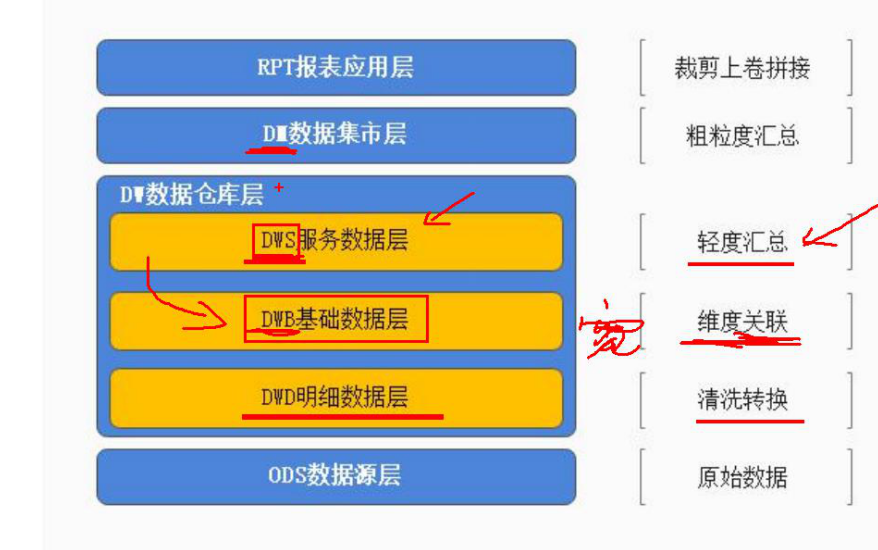 RPT报表应用层
裁剪上卷拼接
DM数据集市层
粗粒度汇总
DW数据仓库层
DWS服务数据层
轻度汇总
DWB基础数据层
宽
维度关联
DWD明细数据层
清洗转换
ODS数据源层
原始数据